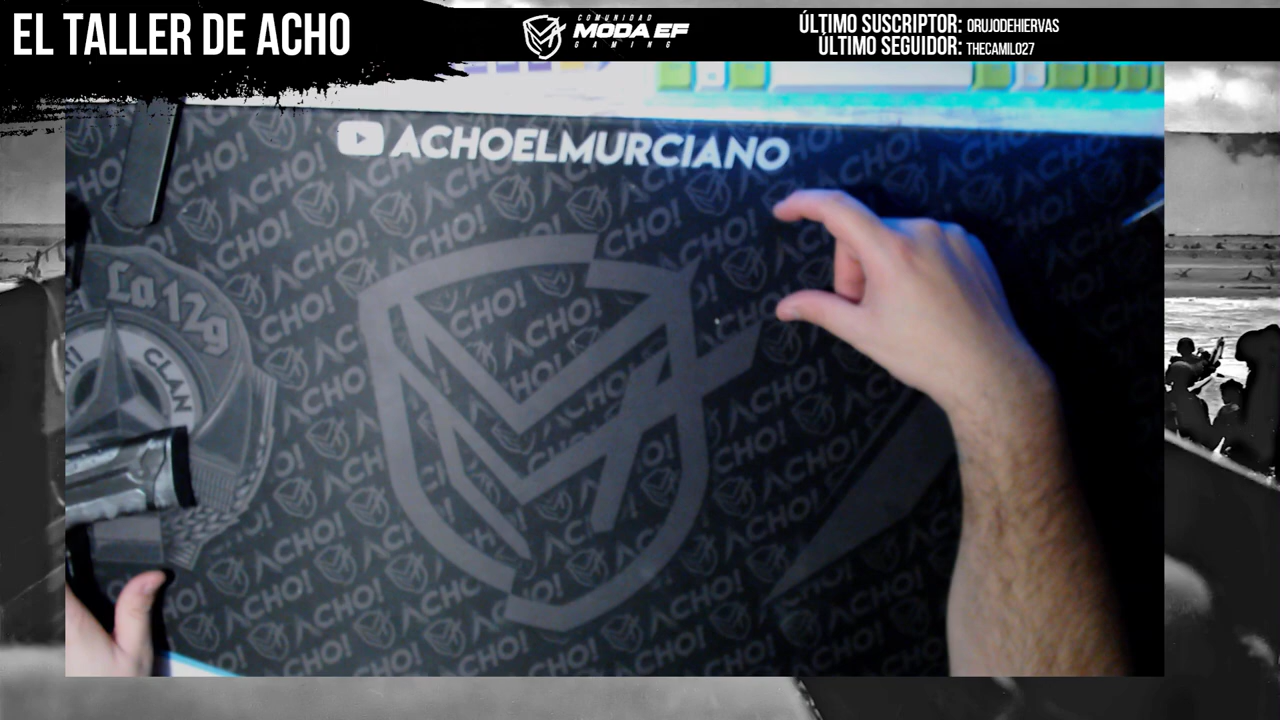 EL TALLER DE ACHO
COMUNIDAD
MODA EF
GAMING
ÚLTIMO SUSCRIPTOR: ORUJODEHIERVAS
ÚLTIMO SEGUIDOR: THECAMILO27
ACHOELMURCIANO
ACHO!
La 129
CLAN